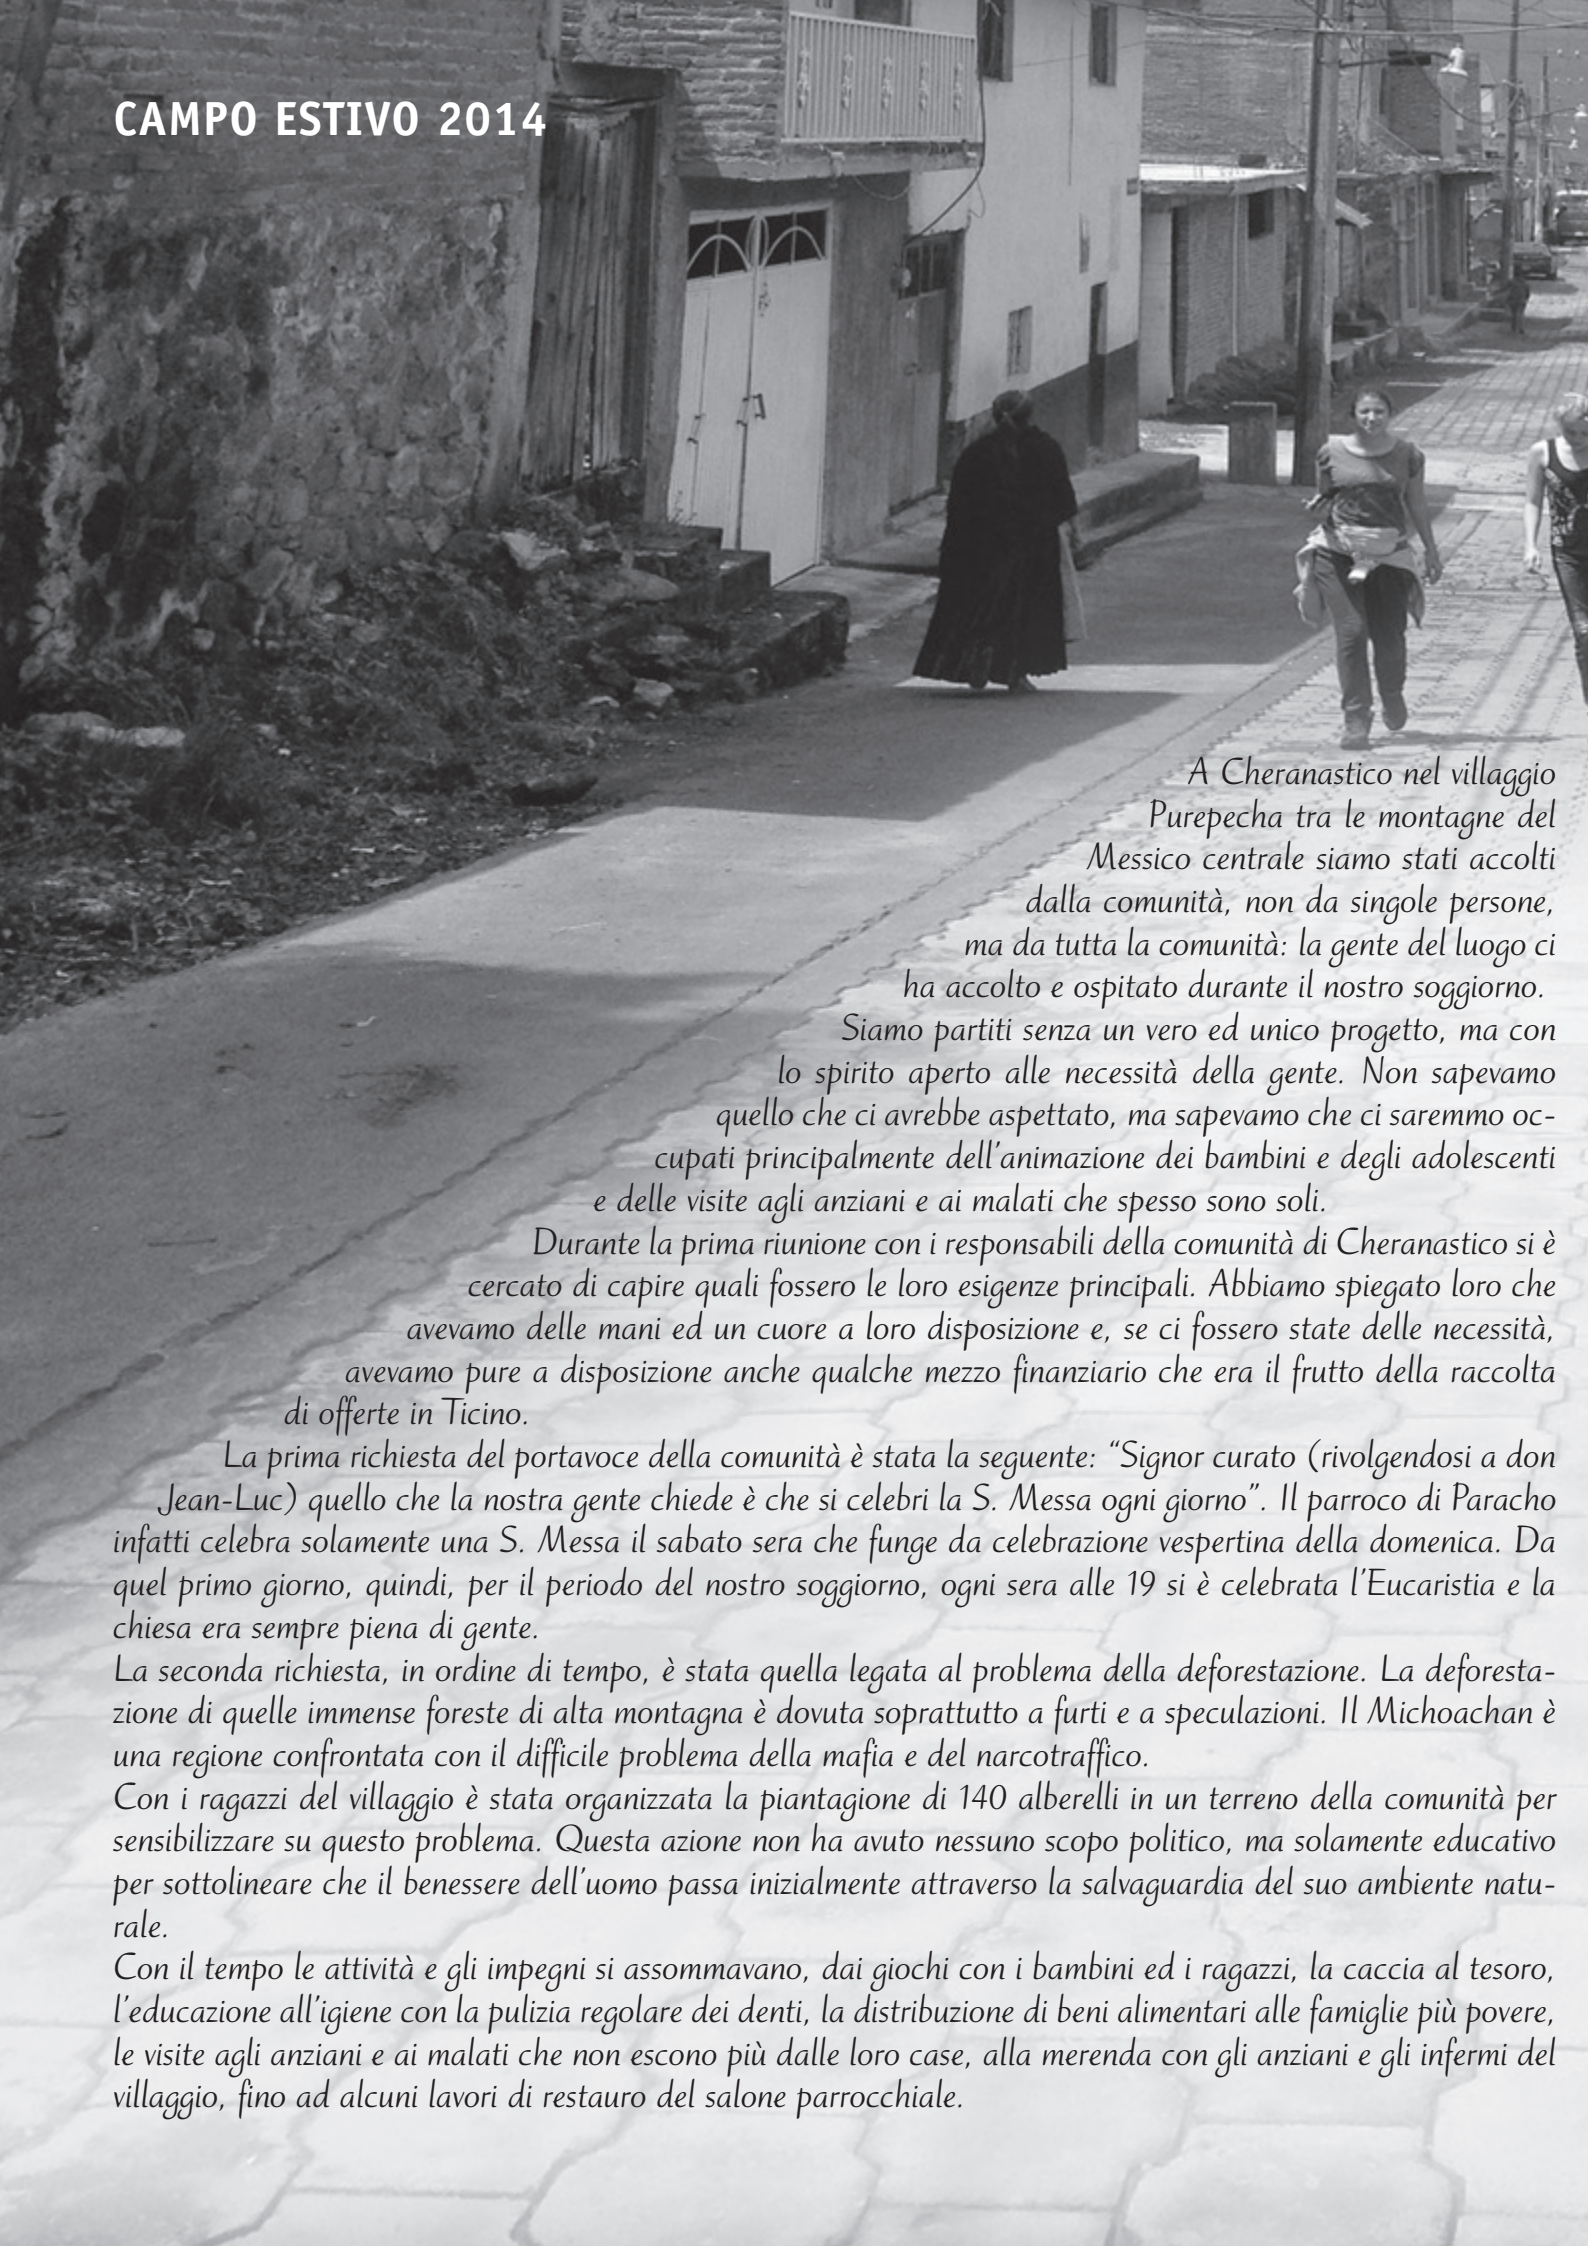 CAMPO ESTIVO 2014
A Cheranastico nel villaggio
Purepecha tra le montagne del
Messico centrale siamo stati accolti
dalla comunità, non da singole persone,
ma da tutta la comunità: la gente del luogo ci
ha accolto e ospitato durante il nostro soggiorno.
Siamo partiti senza un vero ed unico progetto, ma con
lo spirito aperto alle necessità della gente. Non sapevamo
quello che ci avrebbe aspettato, ma sapevamo che ci saremmo oc-
cupati principalmente dell'animazione dei bambini e degli adolescenti
e delle visite agli anziani e ai malati che spesso sono soli.
Durante la prima riunione con i responsabili della comunità di Cheranastico si è
cercato di capire quali fossero le loro esigenze principali. Abbiamo spiegato loro che
avevamo delle mani ed un cuore a loro disposizione e, se ci fossero state delle necessità,
avevamo pure a disposizione anche qualche mezzo finanziario che era il frutto della raccolta
di offerte in Ticino.
La prima richiesta del portavoce della comunità è stata la seguente: “Signor curato (rivolgendosi a don
Jean-Luc) quello che la nostra gente chiede è che si celebri la S. Messa ogni giorno”. Il parroco di Paracho
infatti celebra solamente una S. Messa il sabato sera che funge da celebrazione vespertina della domenica. Da
quel primo giorno, quindi, per il periodo del nostro soggiorno, ogni sera alle 19 si è celebrata l'Eucaristia e la
chiesa era sempre piena di gente.
La seconda richiesta, in ordine di tempo, è stata quella legata al problema della deforestazione. La deforesta-
zione di quelle immense foreste di alta montagna è dovuta soprattutto a furti e a speculazioni. Il Michoachan è
una regione confrontata con il difficile problema della mafia e del narcotraffico.
Con i ragazzi del villaggio è stata organizzata la piantagione di 140 alberelli in un terreno della comunità per
sensibilizzare su questo problema. Questa azione non ha avuto nessuno scopo politico, ma solamente educativo
per sottolineare che il benessere dell'uomo passa inizialmente attraverso la salvaguardia del suo ambiente natu-
rale.
Con il tempo le attività e gli impegni si assommavano, dai giochi con i bambini ed i ragazzi, la caccia al tesoro,
l'educazione all'igiene con la pulizia regolare dei denti, la distribuzione di beni alimentari alle famiglie più povere,
le visite agli anziani e ai malati che non escono più dalle loro case, alla merenda con gli anziani e gli infermi del
villaggio, fino ad alcuni lavori di restauro del salone parrocchiale.